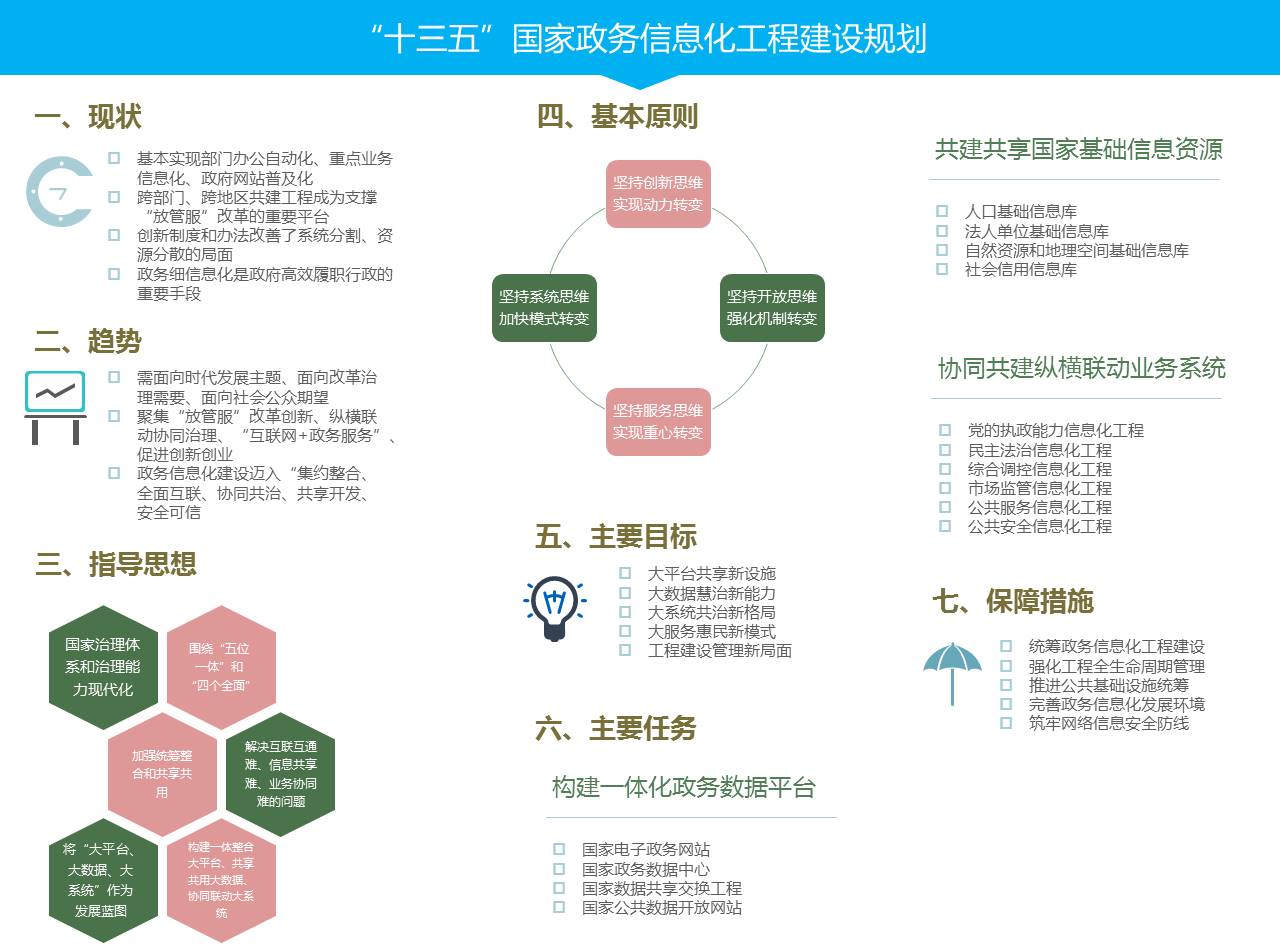 “十三五”国家政务信息化工程建设规划
一、现状
基本实现部门办公自动化、重点业务
信息化、政府网站普及化
跨部门、跨地区共建工程成为支撑
“放管服”改革的重要平台
创新制度和办法改善了系统分割、资
源分散的局面
政务细信息化是政府高效履职行政的
重要手段
二、趋势
需面向时代发展主题、面向改革治
理需要、面向社会公众期望
聚集“放管服”改革创新、纵横联
动协同治理、“互联网+政务服务”、
促进创新创业
政务信息化建设迈入“集约整合、
全面互联、协同共治、共享开发、
安全可信
三、指导思想
国家治理体
系和治理能
力现代化
围绕“五位
一体”和
“四个全面”
加强统筹整
合和共享共
用
解决互联互通
难、信息共享
难、业务协同
难的问题
将“大平台、
大数据、大
系统”作为
发展蓝图
构建一体整合
大平台、共享
共用大数据、
协同联动大系
统
四、基本原则
坚持创新思维
实现动力转变
坚持系统思维
加快模式转变
坚持开放思维
强化机制转变
坚持服务思维
实现重心转变
五、主要目标
大平台共享新设施
大数据慧治新能力
大系统共治新格局
大服务惠民新模式
工程建设管理新局面
六、主要任务
构建一体化政务数据平台
国家电子政务网站
国家政务数据中心
国家数据共享交换工程
国家公共数据开放网站
共建共享国家基础信息资源
人口基础信息库
法人单位基础信息库
自然资源和地理空间基础信息库
社会信用信息库
协同共建纵横联动业务系统
党的执政能力信息化工程
民主法治信息化工程
综合调控信息化工程
市场监管信息化工程
公共服务信息化工程
公共安全信息化工程
七、保障措施
统筹政务信息化工程建设
强化工程全生命周期管理
推进公共基础设施统筹
完善政务信息化发展环境
筑牢网络信息安全防线